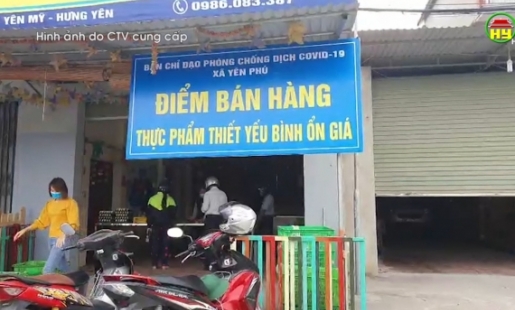 YÊN MỸ - HƯNG YÊN
0986.083.387
Hình ảnh do CTV cung cấp
HY
BAN CHỈ ĐẠO PHÒNG CHỐNG DỊCH COVID-19
XÃ YÊN PHÚ
ĐIỂM BÁN HÀNG
THỰC PHẨM THIẾT YẾU BÌNH ỔN GIÁ